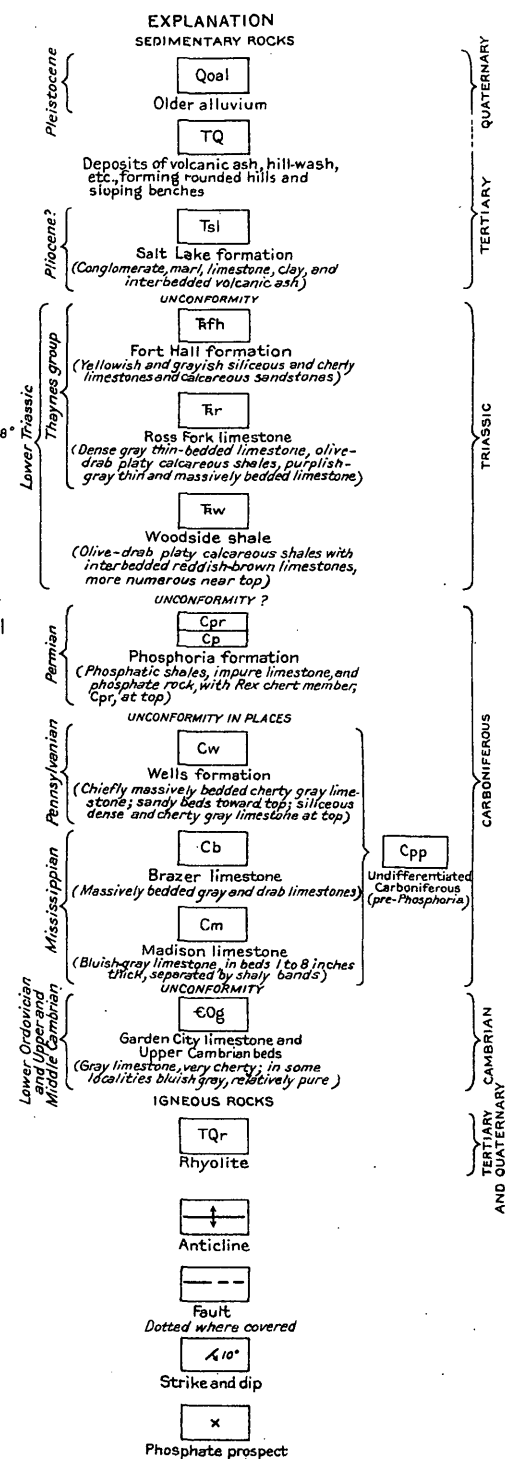 EXPLANATION
SEDIMENTARY ROCKS
Pleistocene
Qoal
Older alluvium
QUATERNARY
TQ
Deposits of volcanic ash, hill-wash,
etc., forming rounded hills and
sloping benches
TERTIARY
Pliocene?
Tsl
Salt Lake formation
(Conglomerate, marl, limestone, clay, and
interbedded volcanic ash)
UNCONFORMITY
Lower Triassic
Thaynes group
Ꞧfh
Fort Hall formation
(Yellowish and grayish siliceous and cherty
limestones and calcareous sandstones)
8°
Ꞧr
Ross Fork limestone
(Dense gray thin-bedded limestone, olive-
drab platy calcareous shales, purplish-
gray thin and massively bedded limestone)
TRIASSIC
Ꞧw
Woodside shale
(Olive-drab platy calcareous shales with
interbedded reddish-brown limestones,
more numerous near top)
UNCONFORMITY ?
Permian
Cpr
Cp
Phosphoria formation
(Phosphatic shales, impure limestone, and
phosphate rock, with Rex chert member,
Cpr, at top)
UNCONFORMITY IN PLACES
Pennsylvanian
Cw
Wells formation
(Chiefly massively bedded cherty gray lime-
stone; sandy beds toward top; siliceous
dense and cherty gray limestone at top)
CARBONIFEROUS
Mississippian
Cb
Brazer limestone
(Massively bedded gray and drab limestones)
Cpp
Undifferentiated
Carboniferous
(pre-Phosphoria)
Cm
Madison limestone
(Bluish-gray limestone, in beds 1 to 8 inches
thick, separated by shaly bands)
UNCONFORMITY
Lower Ordovician
and Upper and
Middle Cambrian
ЄOg
Garden City limestone and
Upper Cambrian beds
(Gray limestone, very cherty; in some
localities bluish gray, relatively pure)
CAMBRIAN
IGNEOUS ROCKS
TQr
Rhyolite
TERTIARY
AND QUATERNARY
Anticline
Fault
Dotted where covered
10°
Strike and dip
×
Phosphate prospect